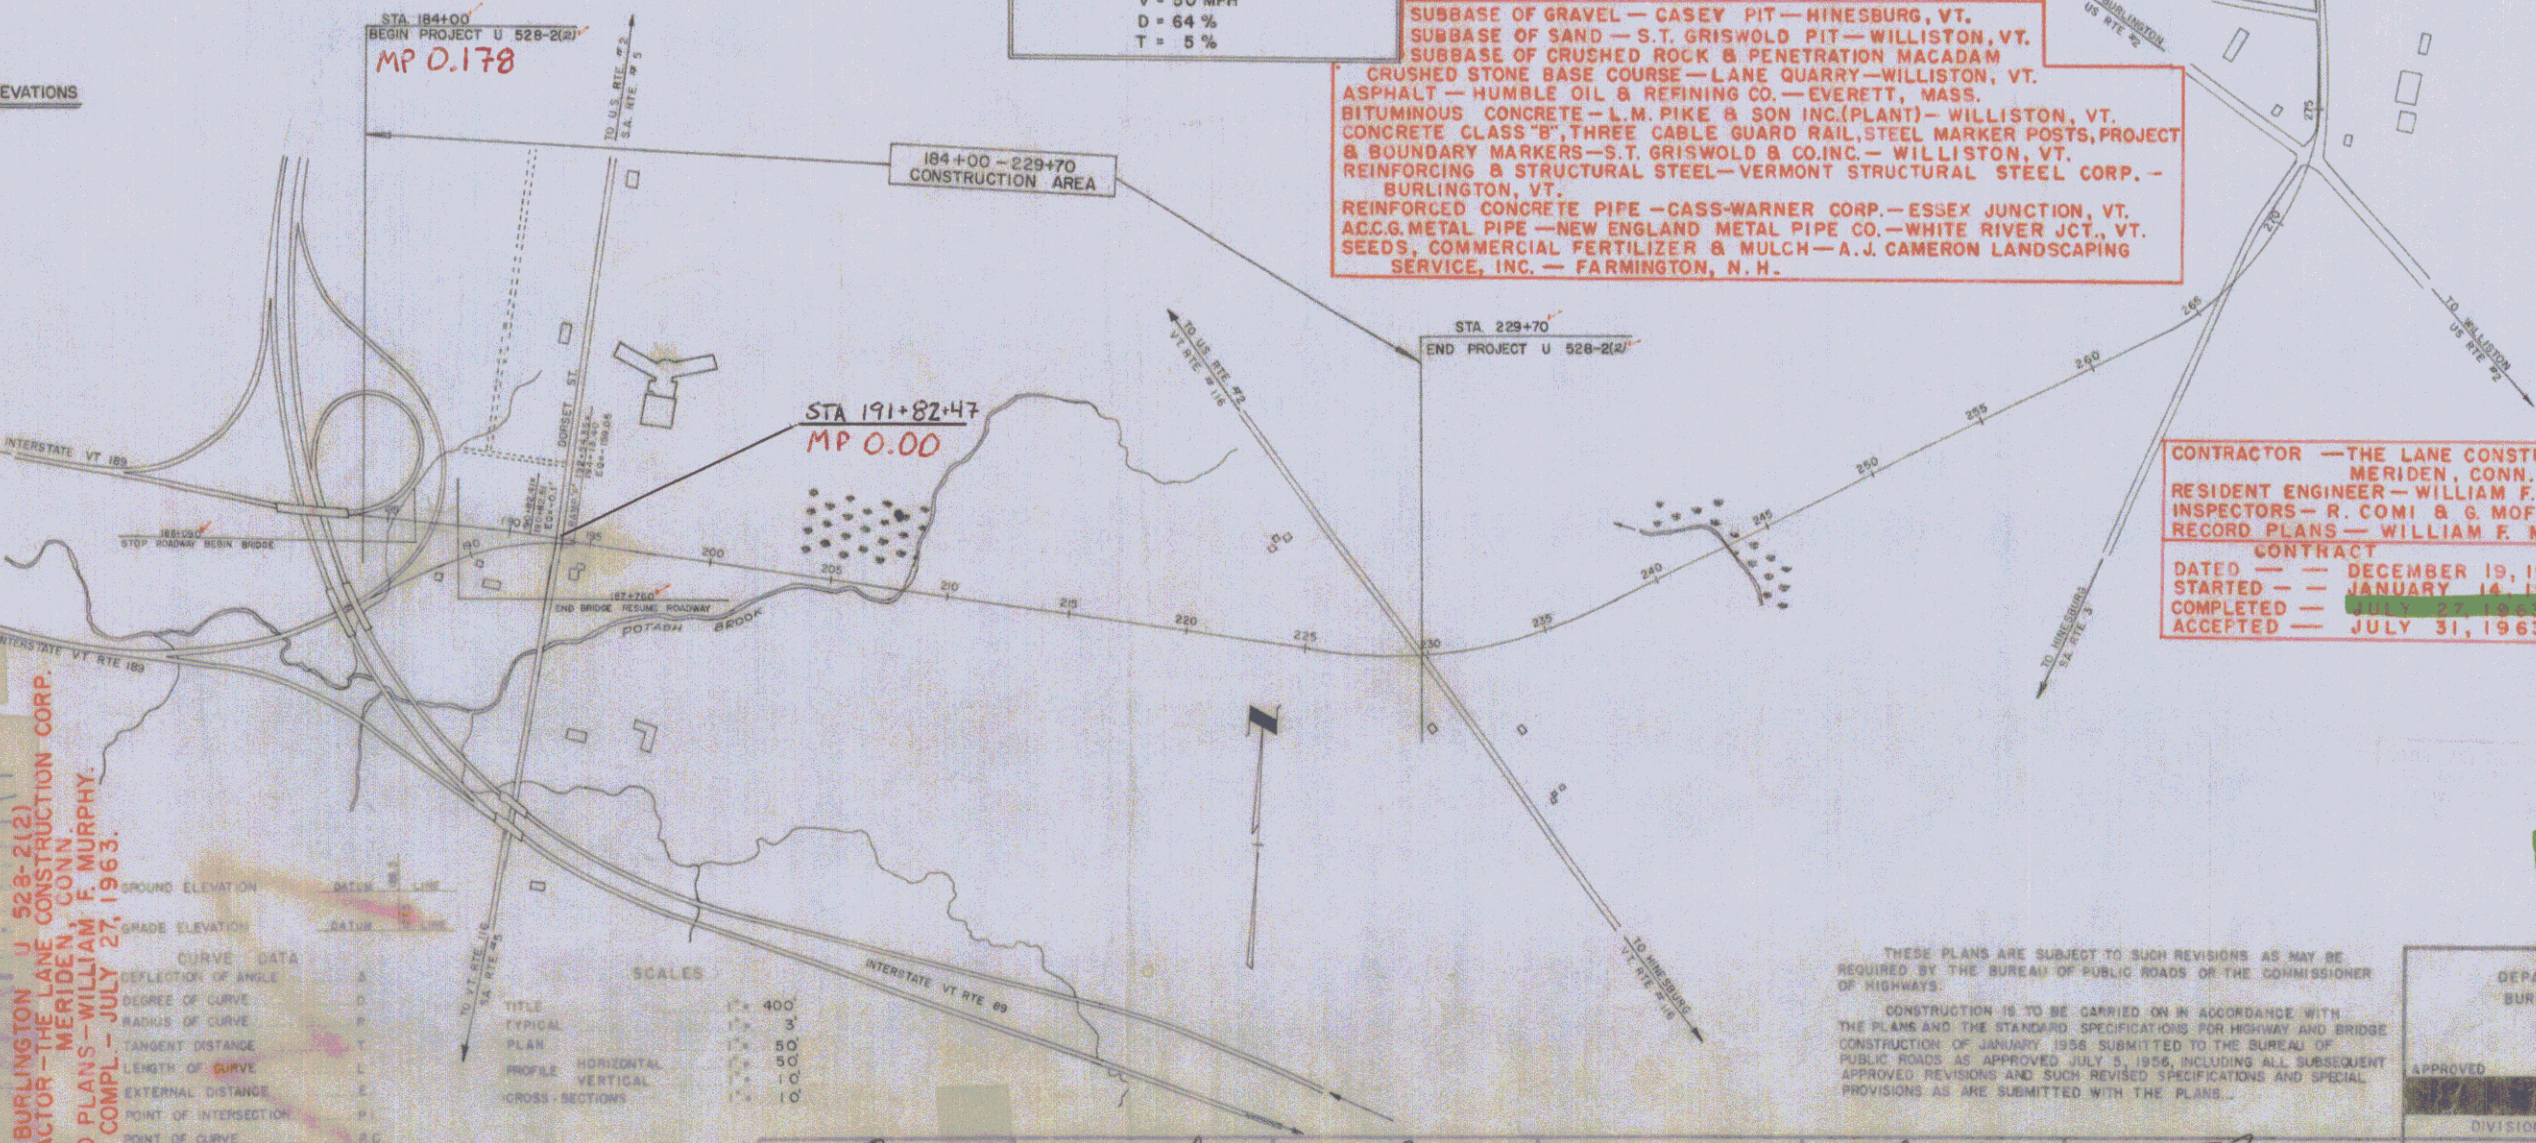 STA. 184+00
BEGIN PROJECT U 528-2(2)
MP 0.178
EVATIONS
TO U.S. RTE. #2
S.A. RTE. # 5
V = 50 MPH
D = 64 %
T = 5 %
184+00 - 229+70
CONSTRUCTION AREA
SUBBASE OF GRAVEL — CASEY PIT — HINESBURG, VT.
SUBBASE OF SAND — S.T. GRISWOLD PIT — WILLISTON, VT.
SUBBASE OF CRUSHED ROCK & PENETRATION MACADAM
CRUSHED STONE BASE COURSE — LANE QUARRY — WILLISTON, VT.
ASPHALT — HUMBLE OIL & REFINING CO. — EVERETT, MASS.
BITUMINOUS CONCRETE — L.M. PIKE & SON INC.(PLANT) — WILLISTON, VT.
CONCRETE CLASS "B", THREE CABLE GUARD RAIL, STEEL MARKER POSTS, PROJECT
& BOUNDARY MARKERS — S.T. GRISWOLD & CO.INC. — WILLISTON, VT.
REINFORCING & STRUCTURAL STEEL — VERMONT STRUCTURAL STEEL CORP. —
BURLINGTON, VT.
REINFORCED CONCRETE PIPE — CASS-WARNER CORP. — ESSEX JUNCTION, VT.
A.C.C.G. METAL PIPE — NEW ENGLAND METAL PIPE CO. — WHITE RIVER JCT., VT.
SEEDS, COMMERCIAL FERTILIZER & MULCH — A.J. CAMERON LANDSCAPING
SERVICE, INC. — FARMINGTON, N.H.
BURLINGTON
US RTE #2
275
270
265
260
255
250
245
240
235
230
225
220
215
210
205
200
195
190
TO WILLISTON
US RTE #2
TO US. RTE. #2
VT. RTE. # 116
STA. 229+70
END PROJECT U 528-2(2)
STA 191+82+47
MP 0.00
DORSET ST.
INTERSTATE VT 189
STOP ROADWAY BEGIN BRIDGE
187+76.0
END BRIDGE RESUME ROADWAY
POTASH BROOK
INTERSTATE VT RTE 189
CONTRACTOR — THE LANE CONST
MERIDEN, CONN.
RESIDENT ENGINEER — WILLIAM F.
INSPECTORS — R. COMI & G. MOF
RECORD PLANS — WILLIAM F.
CONTRACT
DATED — — DECEMBER 19, 1
STARTED — — JANUARY 14, 1
COMPLETED — JULY 27, 196
ACCEPTED — JULY 31, 1963
TO HINESBURG
S.A. RTE. 3
BURLINGTON U 528-2(2)
ACTOR — THE LANE CONSTRUCTION CORP.
MERIDEN, CONN.
D PLANS — WILLIAM F. MURPHY.
COMPL. — JULY 27, 1963.
GROUND ELEVATION DATUM LINE
GRADE ELEVATION DATUM LINE
CURVE DATA
DEFLECTION OF ANGLE Δ
DEGREE OF CURVE D
RADIUS OF CURVE R
TANGENT DISTANCE T
LENGTH OF CURVE L
EXTERNAL DISTANCE E
POINT OF INTERSECTION P.I.
POINT OF CURVE P.C.
TO VT. RTE 116
S.A. RTE #5
SCALES
TITLE 1" = 400'
TYPICAL 1" = 3'
PLAN 1" = 50'
PROFILE HORIZONTAL 1" = 50'
VERTICAL 1" = 10'
CROSS - SECTIONS 1" = 10'
INTERSTATE VT RTE 89
TO HINESBURG
VT. RTE. # 116
THESE PLANS ARE SUBJECT TO SUCH REVISIONS AS MAY BE
REQUIRED BY THE BUREAU OF PUBLIC ROADS OR THE COMMISSIONER
OF HIGHWAYS.
CONSTRUCTION IS TO BE CARRIED ON IN ACCORDANCE WITH
THE PLANS AND THE STANDARD SPECIFICATIONS FOR HIGHWAY AND BRIDGE
CONSTRUCTION OF JANUARY 1956 SUBMITTED TO THE BUREAU OF
PUBLIC ROADS AS APPROVED JULY 5, 1956, INCLUDING ALL SUBSEQUENT
APPROVED REVISIONS AND SUCH REVISED SPECIFICATIONS AND SPECIAL
PROVISIONS AS ARE SUBMITTED WITH THE PLANS.
DEPA
BUR
APPROVED
DIVISIO